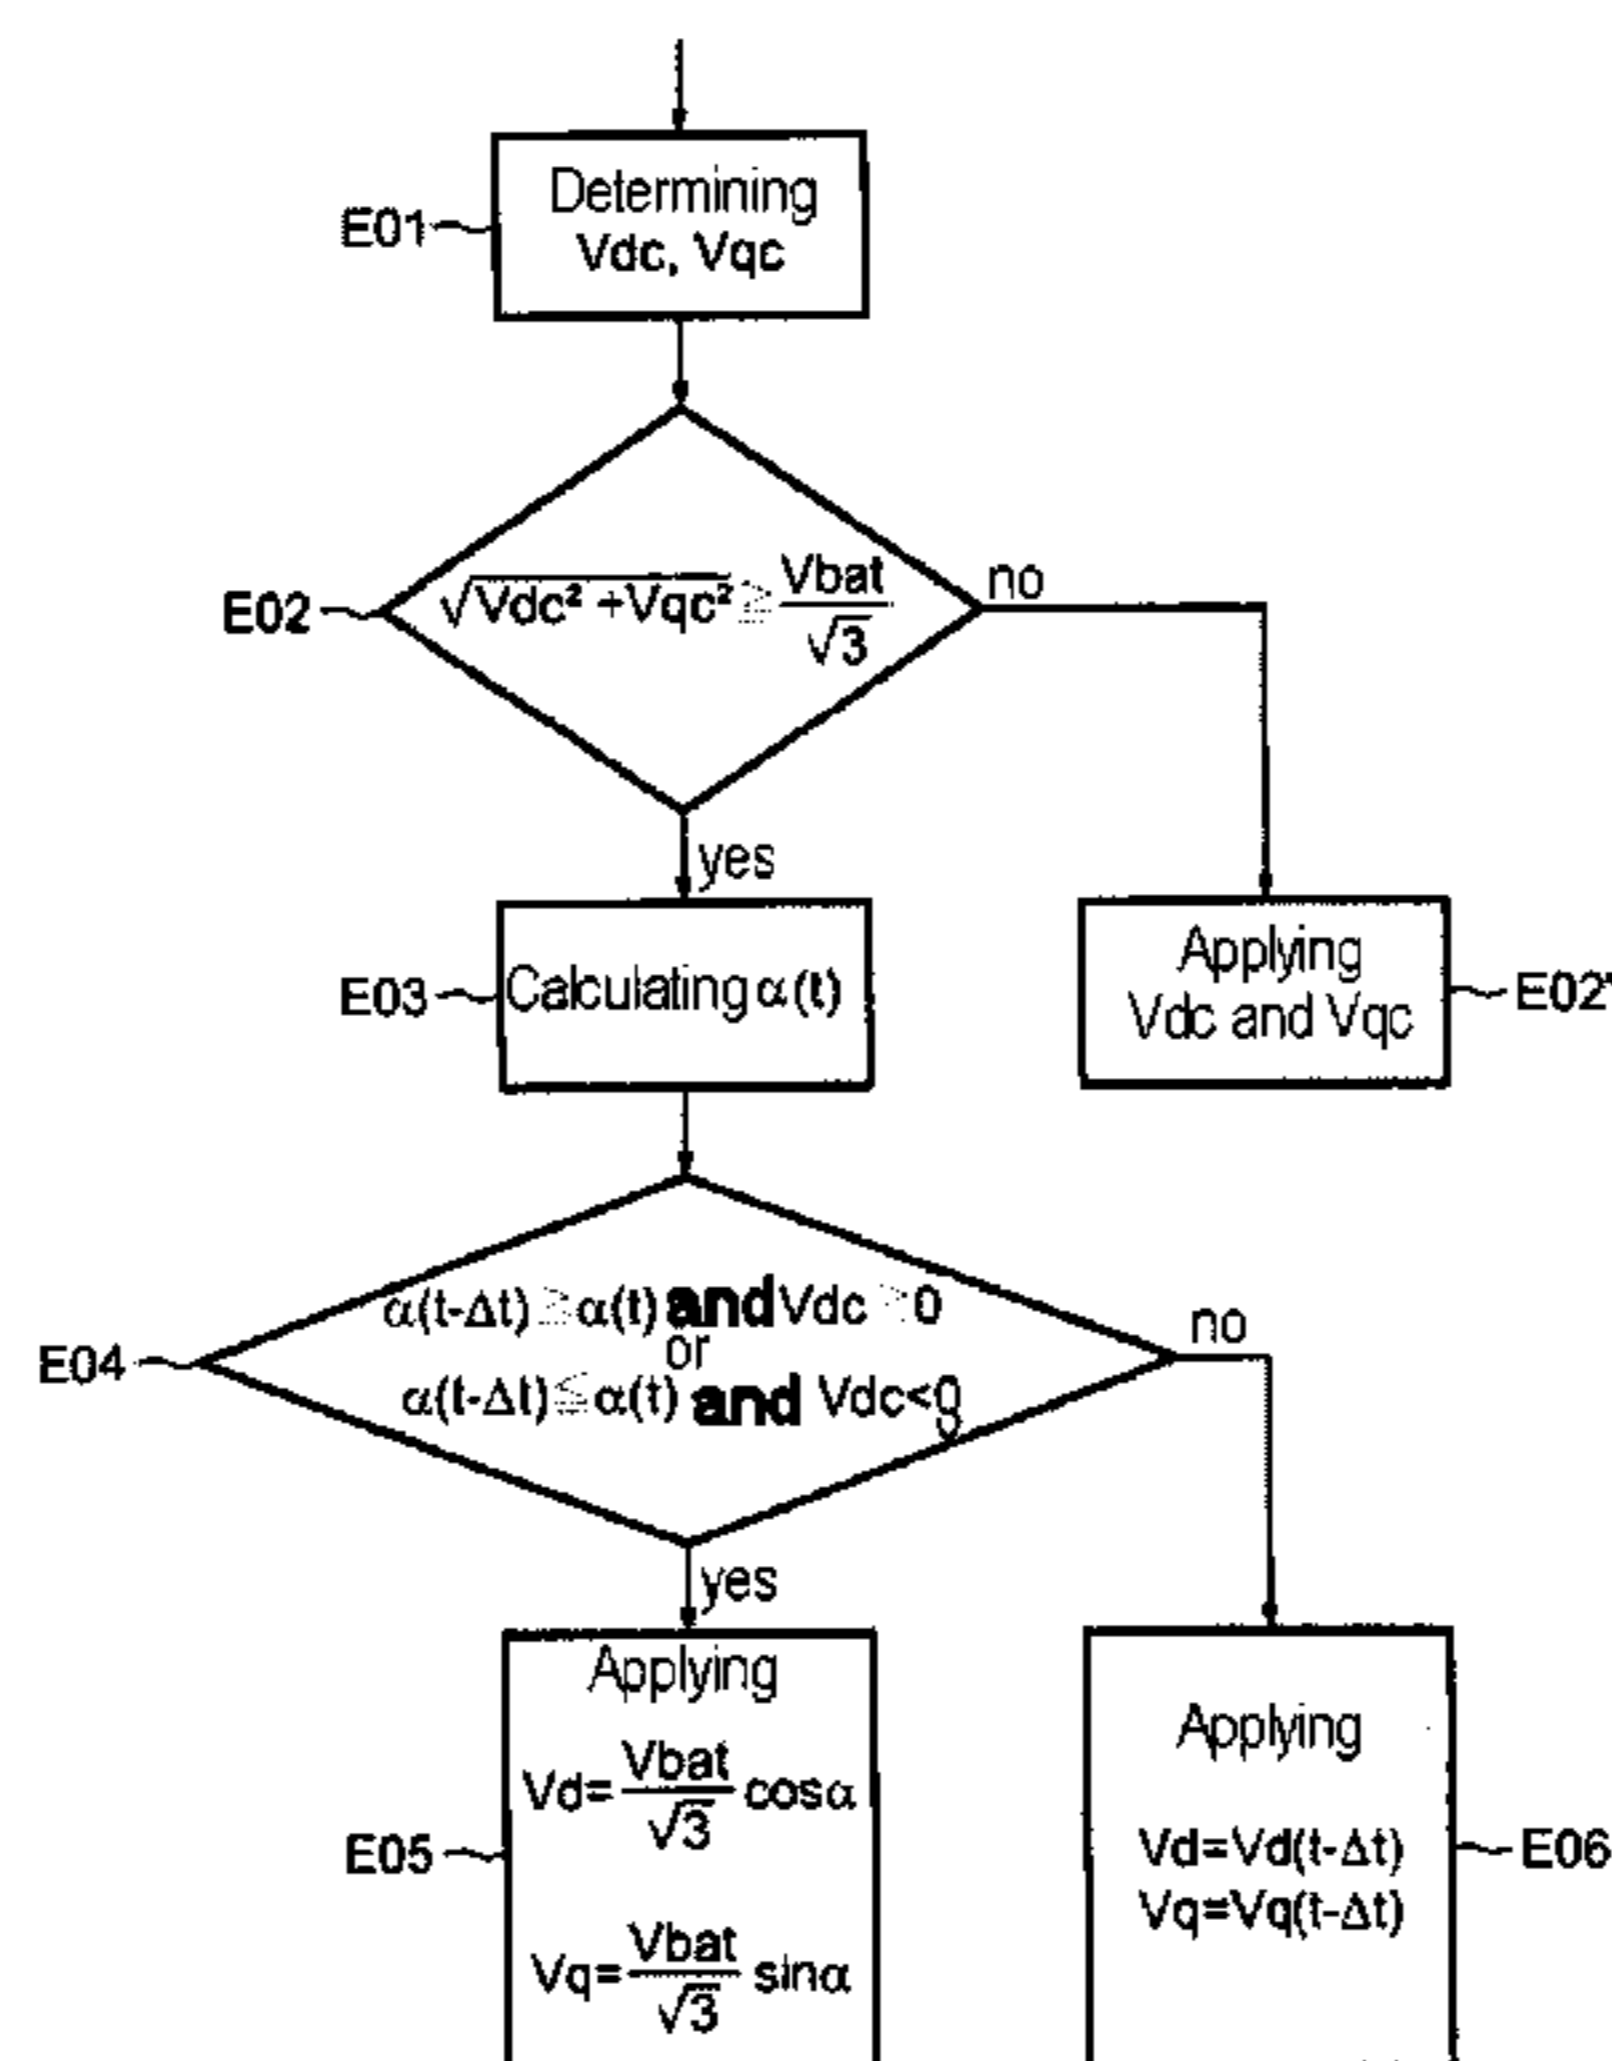 Determining
Vdc, Vqc
E01
√Vdc² +Vqc² ≧ Vbat/√3
E02
no
yes
Calculating α(t)
E03
Applying
Vdc and Vqc
E02'
α(t-Δt) ≧ α(t) and Vdc ≥0
or
α(t-Δt) ≦ α(t) and Vdc<0
E04
no
yes
Applying
Vd= Vbat/√3 cosα
E05
Vq= Vbat/√3 sinα
Applying
Vd=Vd(t-Δt)
Vq=Vq(t-Δt)
E06